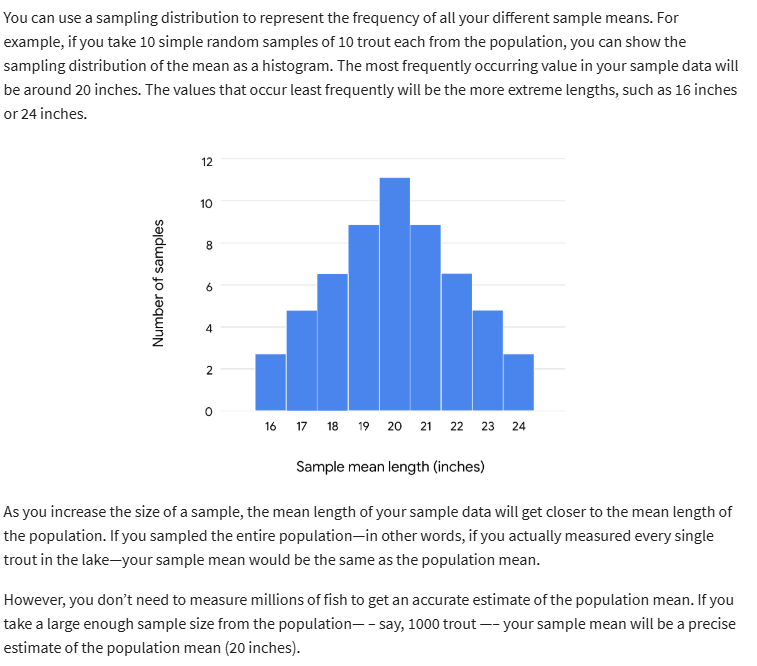 You can use a sampling distribution to represent the frequency of all your different sample means. For
example, if you take 10 simple random samples of 10 trout each from the population, you can show the
sampling distribution of the mean as a histogram. The most frequently occurring value in your sample data will
be around 20 inches. The values that occur least frequently will be the more extreme lengths, such as 16 inches
or 24 inches.
12
10
8
6
4
2
0
Number of samples
16 17 18 19 20 21 22 23 24
Sample mean length (inches)
As you increase the size of a sample, the mean length of your sample data will get closer to the mean length of
the population. If you sampled the entire population—in other words, if you actually measured every single
trout in the lake—your sample mean would be the same as the population mean.
However, you don’t need to measure millions of fish to get an accurate estimate of the population mean. If you
take a large enough sample size from the population— – say, 1000 trout —– your sample mean will be a precise
estimate of the population mean (20 inches).